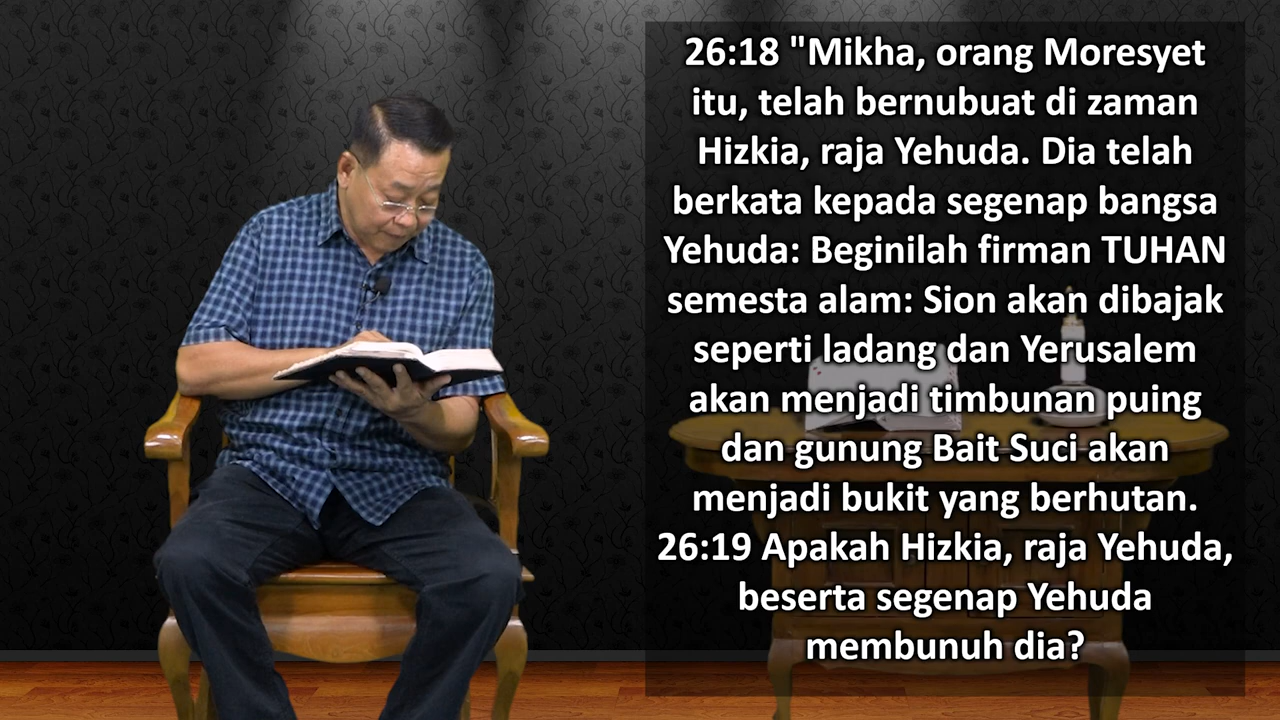 26:18 "Mikha, orang Moresyet
itu, telah bernubuat di zaman
Hizkia, raja Yehuda. Dia telah
berkata kepada segenap bangsa
Yehuda: Beginilah firman TUHAN
semesta alam: Sion akan dibajak
seperti ladang dan Yerusalem
akan menjadi timbunan puing
dan gunung Bait Suci akan
menjadi bukit yang berhutan.
26:19 Apakah Hizkia, raja Yehuda,
beserta segenap Yehuda
membunuh dia?